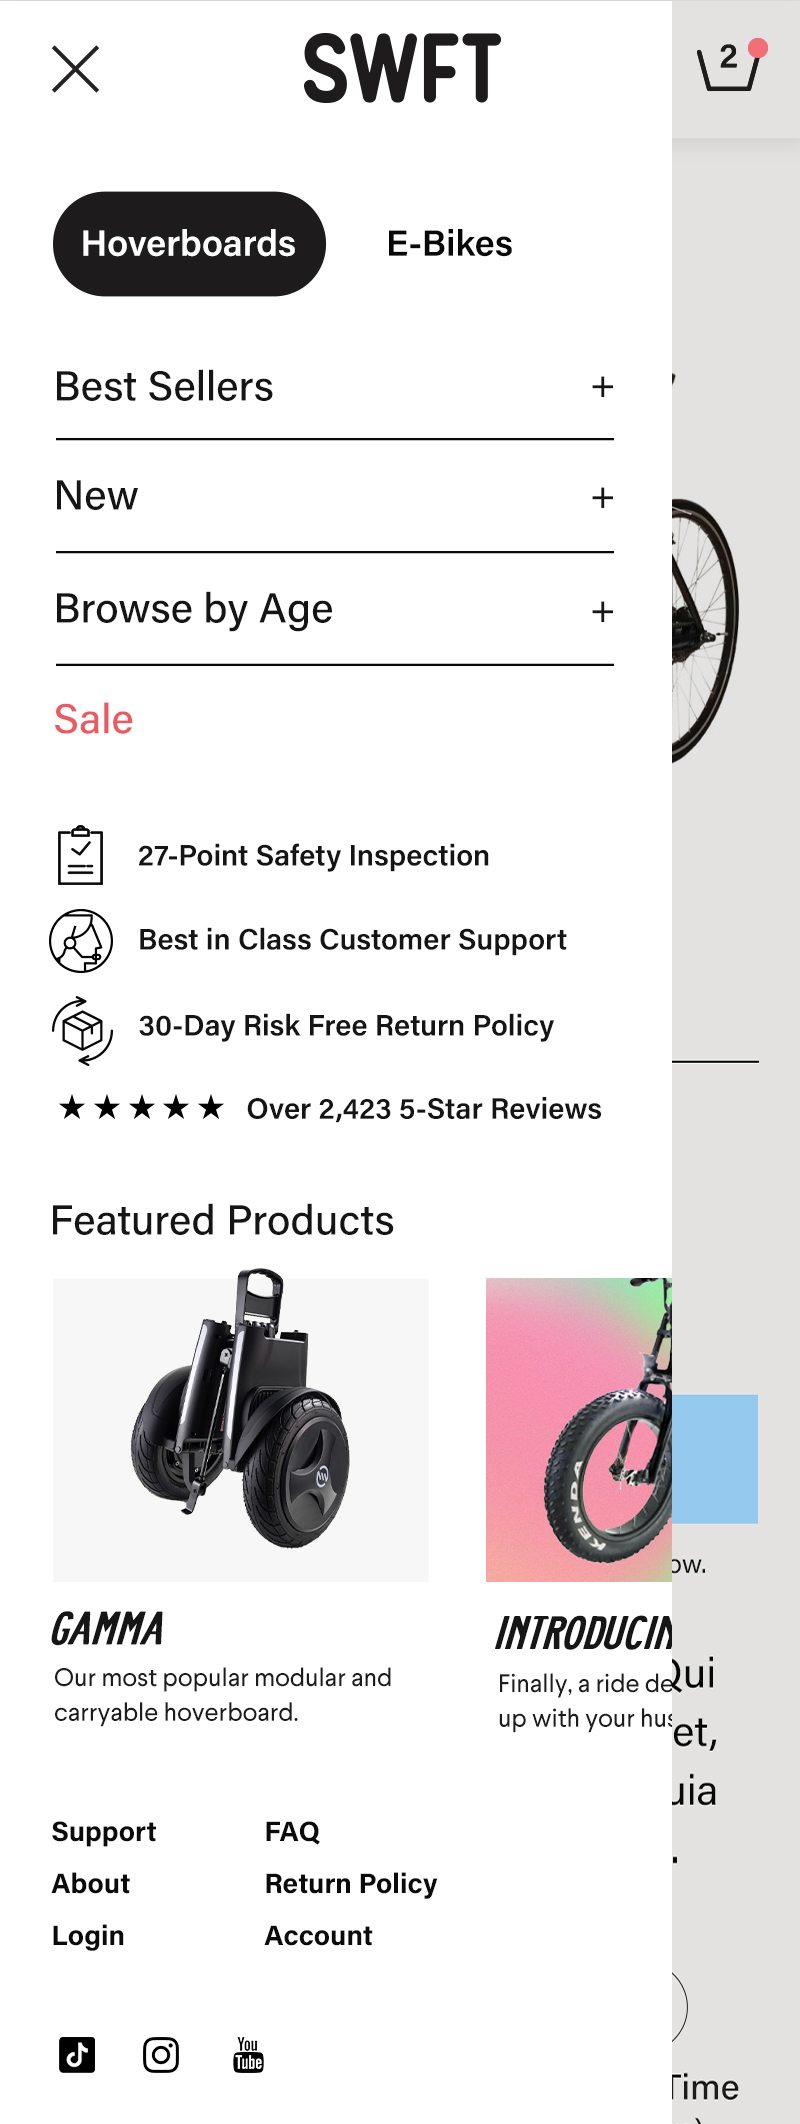 SWFT
2
Hoverboards
E-Bikes
Best Sellers +
New +
Browse by Age +
Sale
27-Point Safety Inspection
Best in Class Customer Support
30-Day Risk Free Return Policy
★★★★★ Over 2,423 5-Star Reviews
Featured Products
KENDA
ow.
GAMMA
Our most popular modular and
carryable hoverboard.
INTRODUCIN
Finally, a ride de
up with your hus
Qui
et,
uia
.
Support
FAQ
About
Return Policy
Login
Account
You
Tube
Time